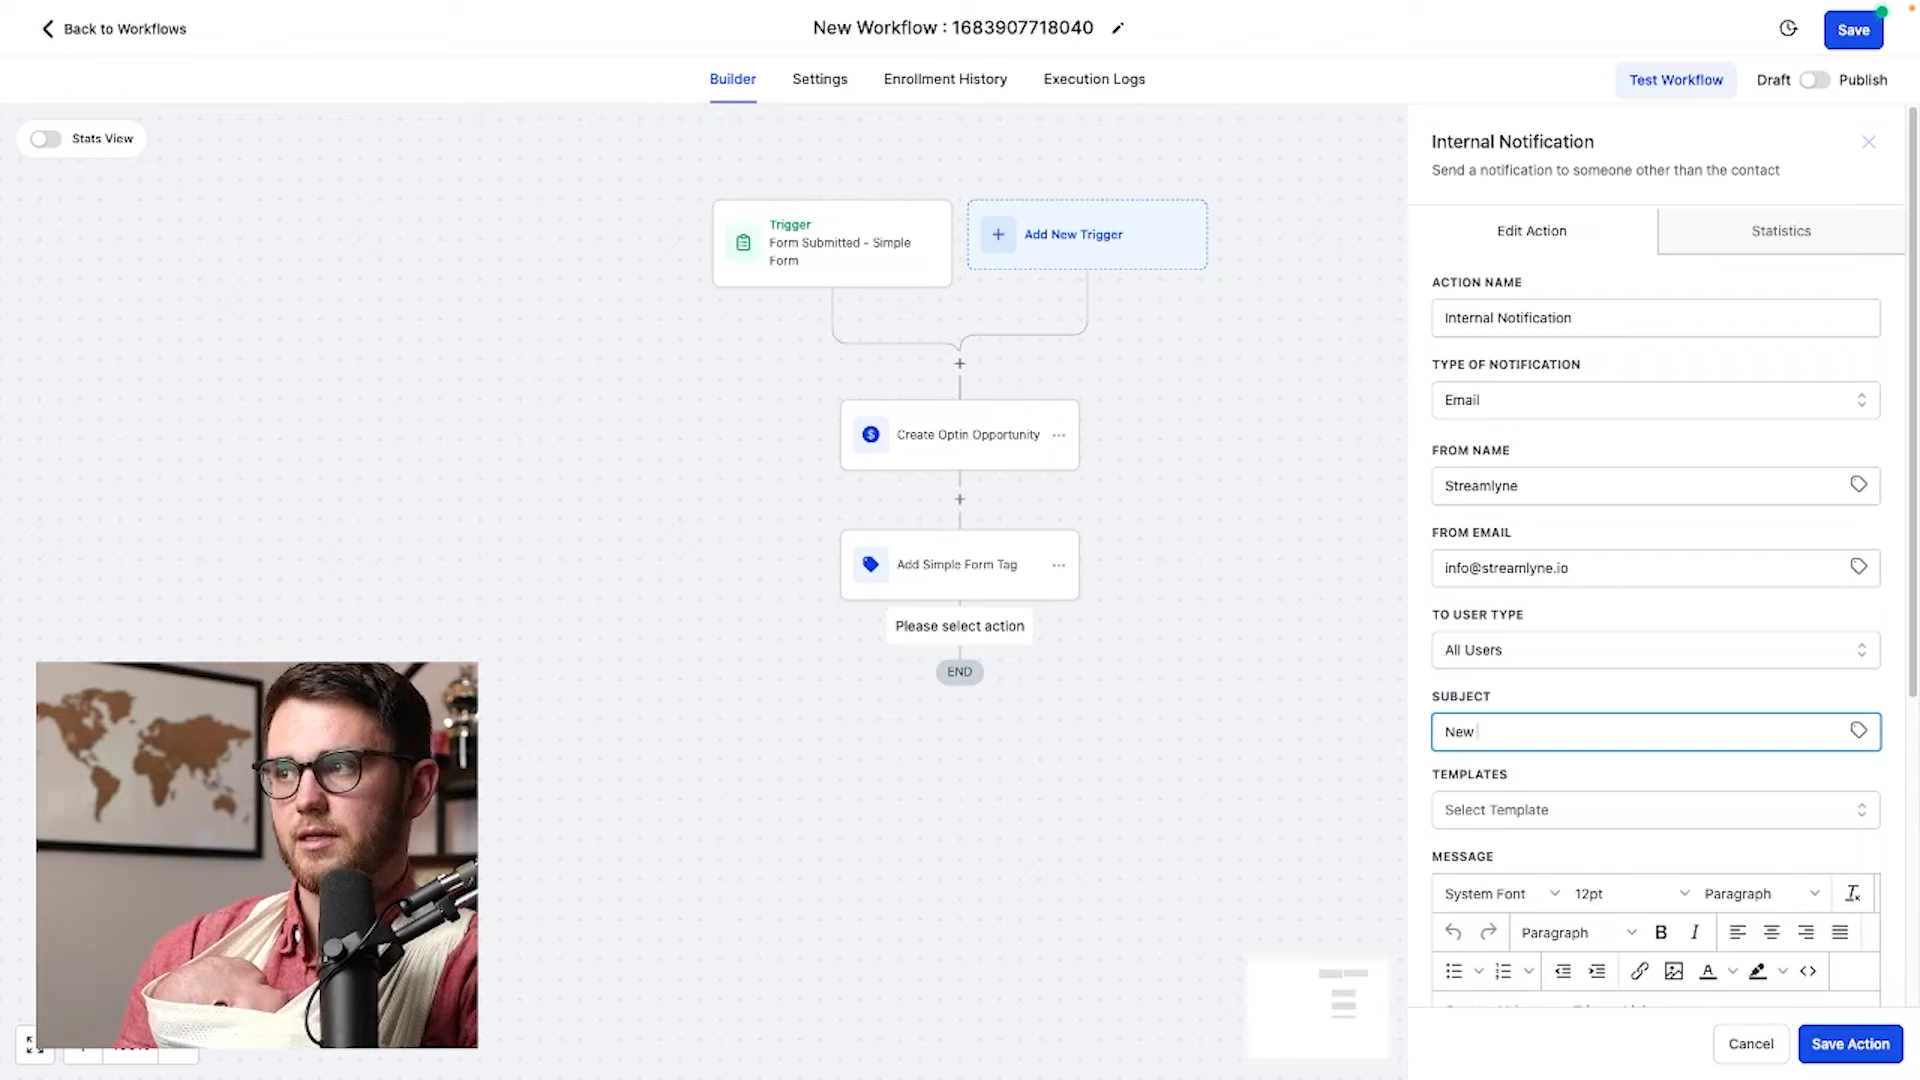 Back to Workflows
New Workflow : 1683907718040
Save
Builder
Settings
Enrollment History
Execution Logs
Test Workflow
Draft
Publish
Stats View
Trigger
Form Submitted - Simple
Form
Add New Trigger
Create Optin Opportunity
Add Simple Form Tag
Please select action
END
Internal Notification
Send a notification to someone other than the contact
Edit Action
Statistics
ACTION NAME
Internal Notification
TYPE OF NOTIFICATION
Email
FROM NAME
Streamlyne
FROM EMAIL
info@streamlyne.io
TO USER TYPE
All Users
SUBJECT
New
TEMPLATES
Select Template
MESSAGE
System Font
12pt
Paragraph
Paragraph
B
I
Cancel
Save Action